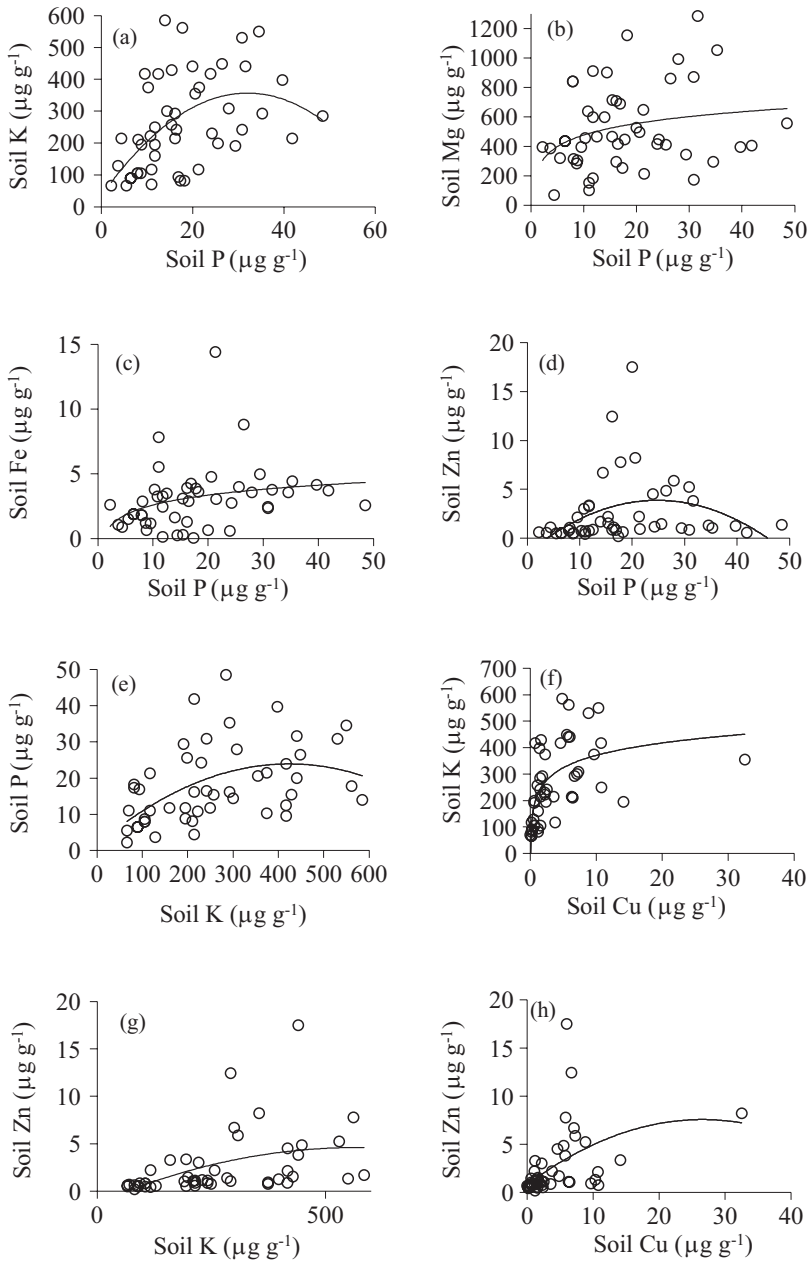 (a)
600
500
400
300
200
100
0
0 20 40 60
Soil K (µg g-1)
Soil P (µg g-1)
(b)
1200
1000
800
600
400
200
0
0 10 20 30 40 50
Soil Mg (µg g-1)
Soil P (µg g-1)
(c)
15
10
5
0
0 10 20 30 40 50
Soil Fe (µg g-1)
Soil P (µg g-1)
(d)
20
15
10
5
0
0 10 20 30 40 50
Soil Zn (µg g-1)
Soil P (µg g-1)
(e)
50
40
30
20
10
0
0 100 200 300 400 500 600
Soil P (µg g-1)
Soil K (µg g-1)
(f)
700
600
500
400
300
200
100
0
0 10 20 30 40
Soil K (µg g-1)
Soil Cu (µg g-1)
(g)
20
15
10
5
0
0 500
Soil Zn (µg g-1)
Soil K (µg g-1)
(h)
20
15
10
5
0
0 10 20 30 40
Soil Zn (µg g-1)
Soil Cu (µg g-1)